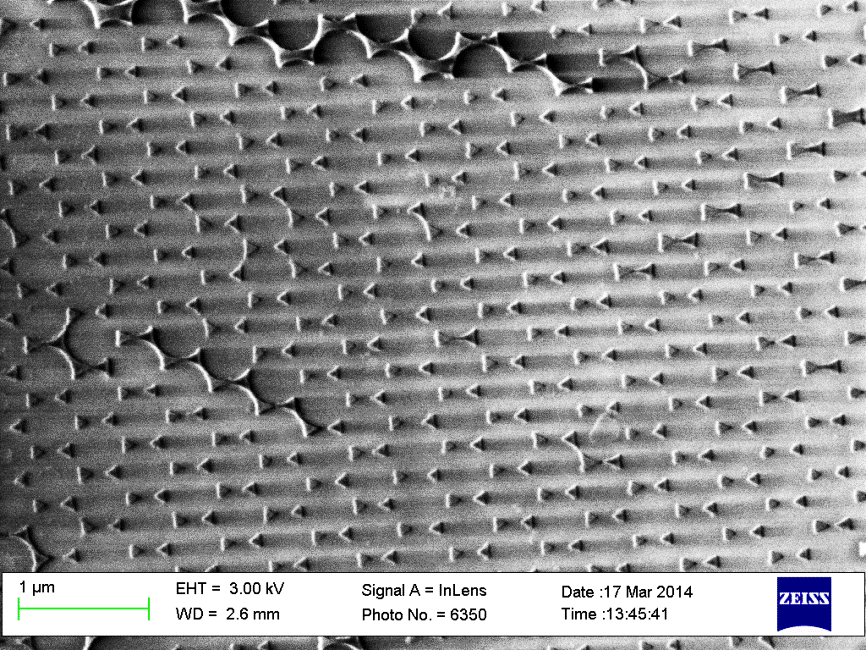 1 µm
EHT = 3.00 kV
WD = 2.6 mm
Signal A = InLens
Photo No. = 6350
Date :17 Mar 2014
Time :13:45:41
ZEISS